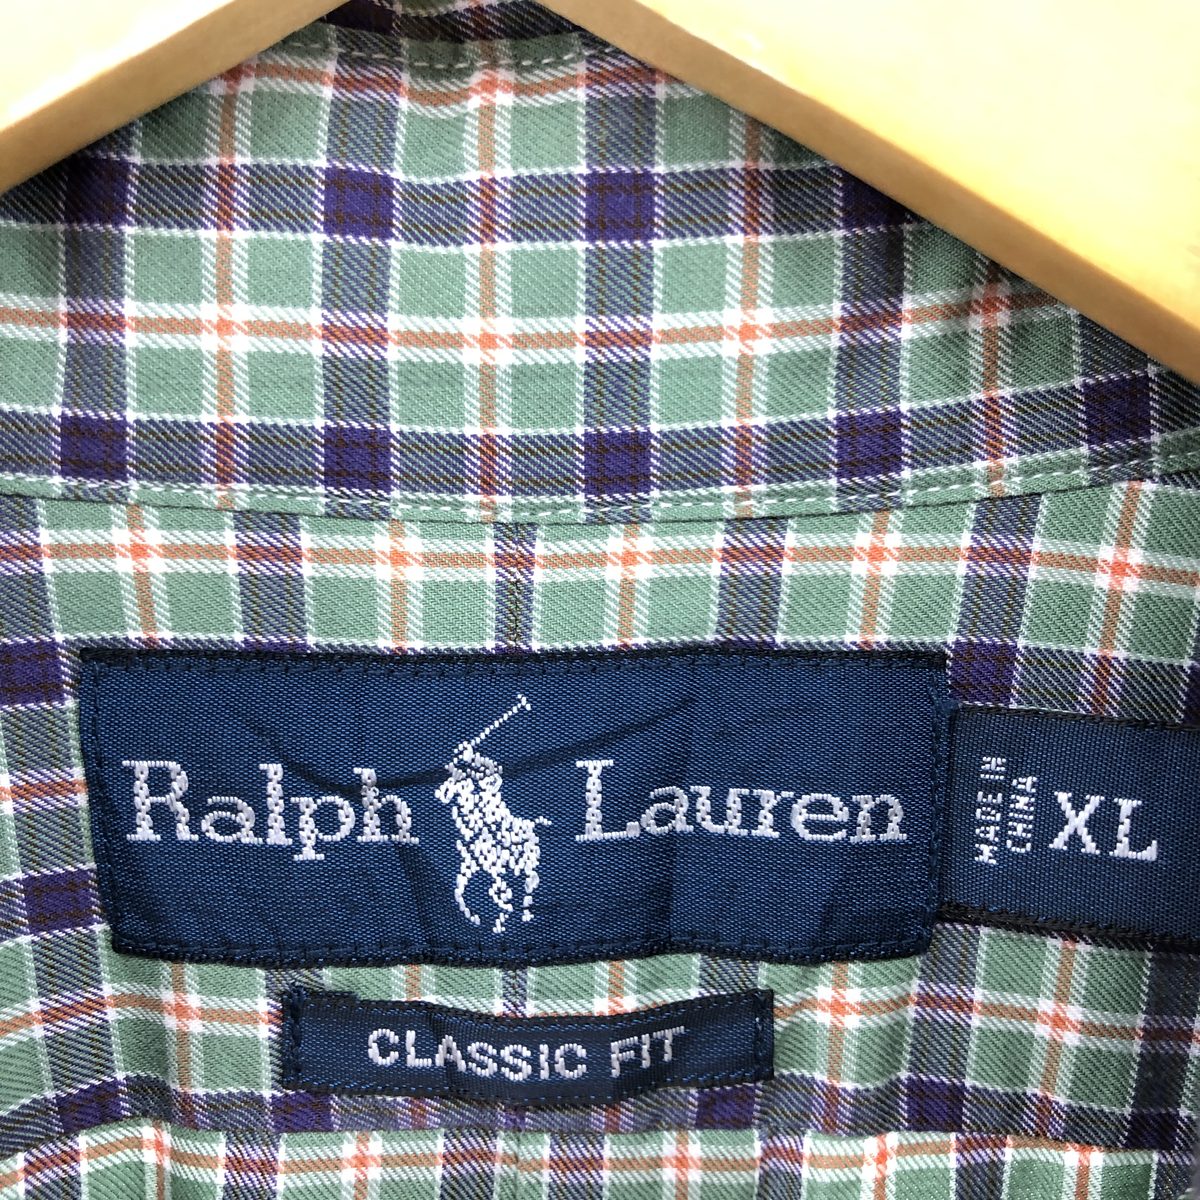 Ralph Lauren
MADE IN
CHINA
XL
CLASSIC FIT